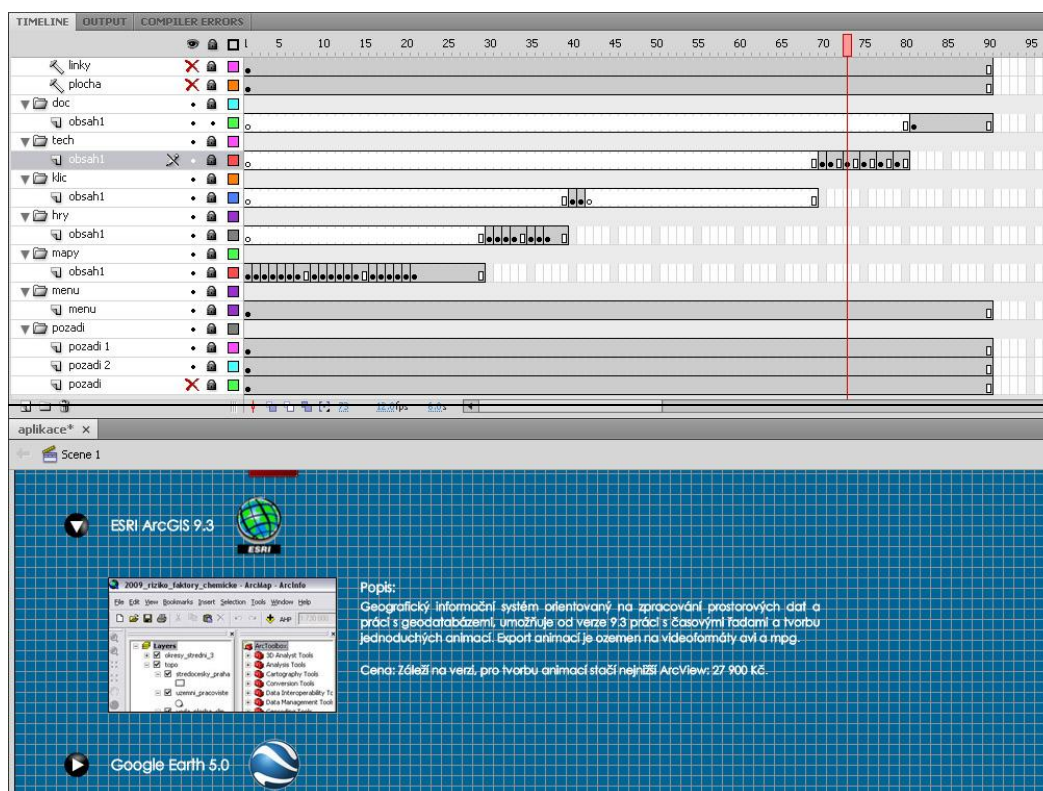 TIMELINE OUTPUT COMPILER ERRORS
1 5 10 15 20 25 30 35 40 45 50 55 60 65 70 75 80 85 90 95
linky
plocha
doc
obsah1
tech
obsah1
klic
obsah1
hry
obsah1
mapy
obsah1
menu
menu
pozadi
pozadi 1
pozadi 2
pozadi
73 12.0fps 6.0s
aplikace* ×
Scene 1
ESRI ArcGIS 9.3
ESRI
2009_riziko_faktory_chemicke - ArcMap - ArcInfo
File Edit View Bookmarks Insert Selection Tools Window Help
AHP
Layers
okresy_stredni_3
topo
stredocesky_praha
uzemni_pracoviste
ArcToolbox
3D Analyst Tools
Analysis Tools
Cartography Tools
Conversion Tools
Data Interoperability To
Data Management Tools
Popis:
Geografický informační systém orientovaný na zpracování prostorových dat a
práci s geodatabázemi, umožňuje od verze 9.3 práci s časovými řadami a tvorbu
jednoduchých animací. Export animací je ozemen na videoformáty avi a mpg.
Cena: Záleží na verzi, pro tvorbu animací stačí nejnižší ArcView: 27 900 Kč.
Google Earth 5.0